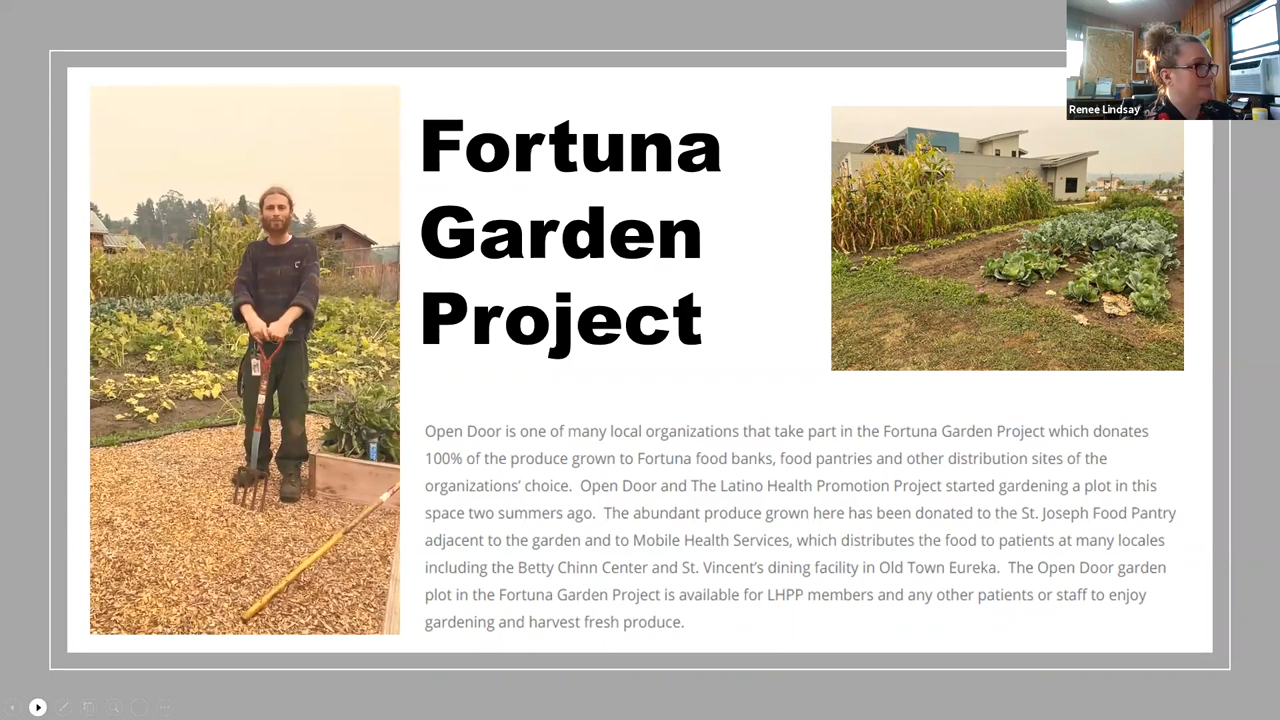 Renee Lindsay
Fortuna
Garden
Project
Open Door is one of many local organizations that take part in the Fortuna Garden Project which donates
100% of the produce grown to Fortuna food banks, food pantries and other distribution sites of the
organizations’ choice.  Open Door and The Latino Health Promotion Project started gardening a plot in this
space two summers ago.  The abundant produce grown here has been donated to the St. Joseph Food Pantry
adjacent to the garden and to Mobile Health Services, which distributes the food to patients at many locales
including the Betty Chinn Center and St. Vincent’s dining facility in Old Town Eureka.  The Open Door garden
plot in the Fortuna Garden Project is available for LHPP members and any other patients or staff to enjoy
gardening and harvest fresh produce.